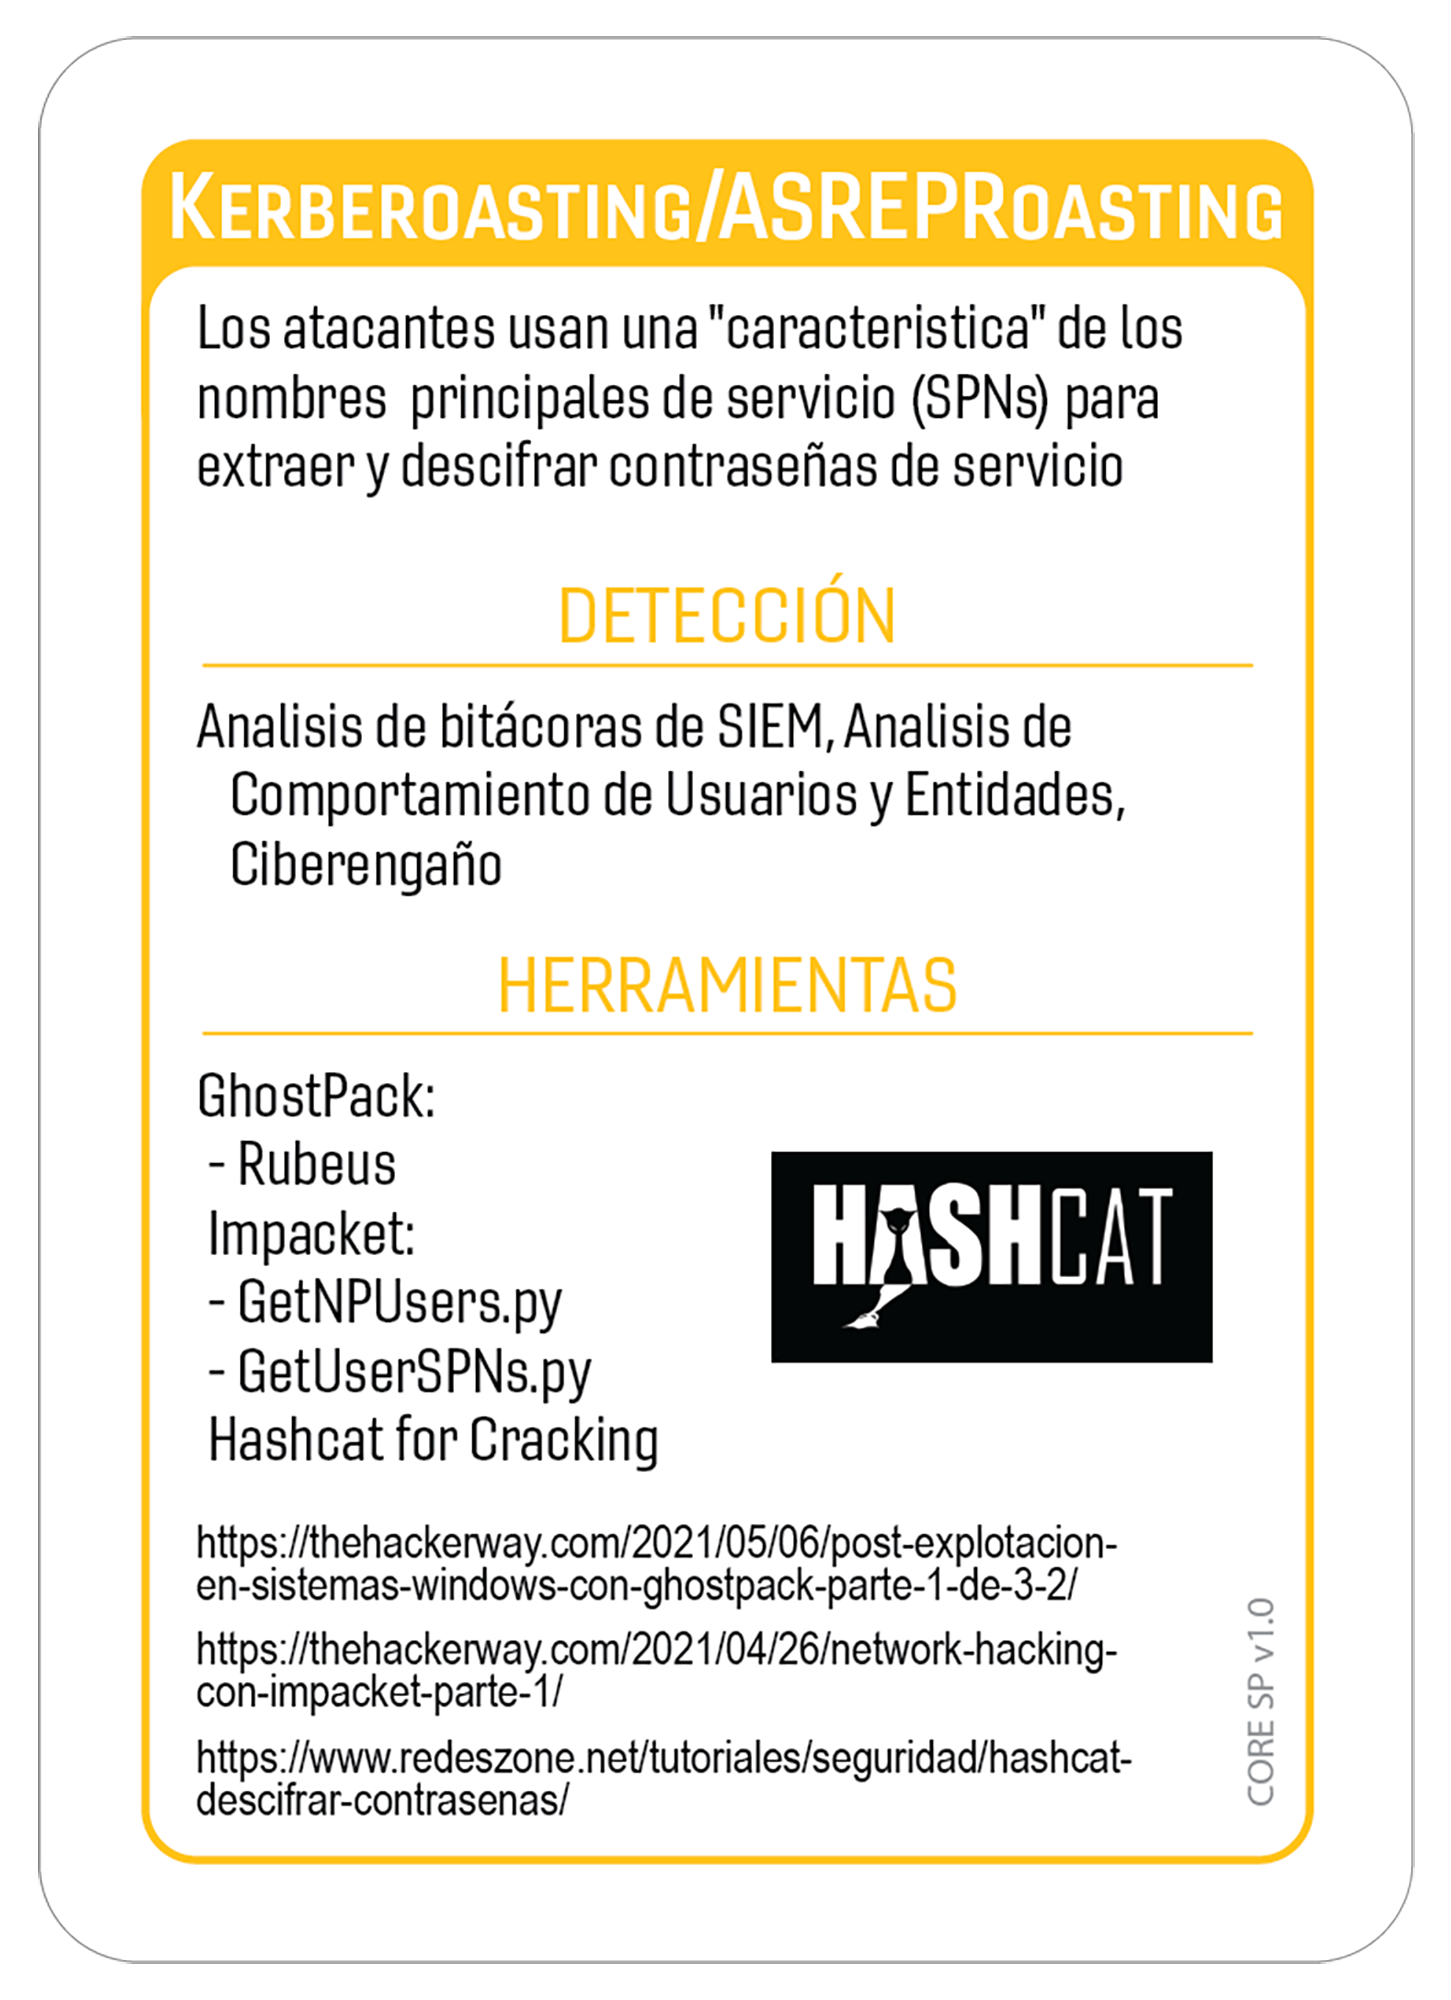 KERBEROASTING/ASREPROASTING
Los atacantes usan una "caracteristica" de los
nombres principales de servicio (SPNs) para
extraer y descifrar contraseñas de servicio
DETECCIÓN
Analisis de bitácoras de SIEM, Analisis de
Comportamiento de Usuarios y Entidades,
Ciberengaño
HERRAMIENTAS
GhostPack:
- Rubeus
Impacket:
- GetNPUsers.py
- GetUserSPNs.py
Hashcat for Cracking
HASHCAT
https://thehackerway.com/2021/05/06/post-explotacion-
en-sistemas-windows-con-ghostpack-parte-1-de-3-2/
https://thehackerway.com/2021/04/26/network-hacking-
con-impacket-parte-1/
https://www.redeszone.net/tutoriales/seguridad/hashcat-
descifrar-contrasenas/
CORE SP v1.0